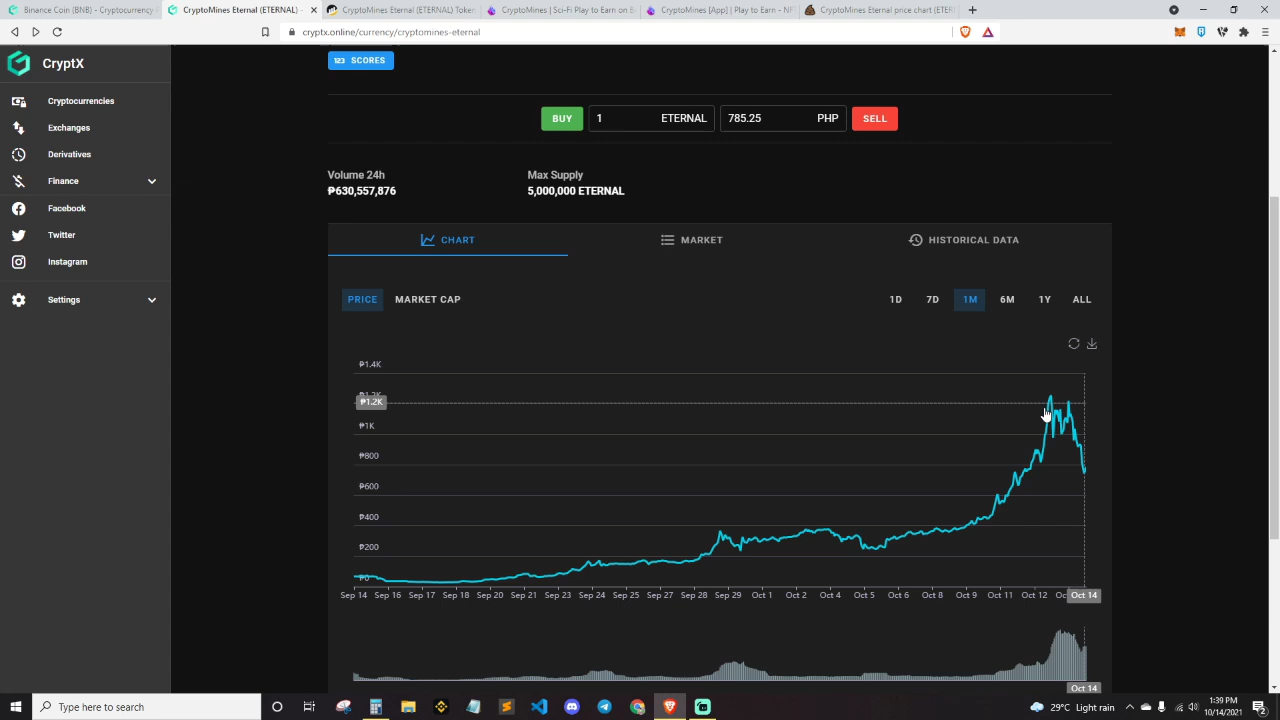 Binance Coin (BNB) - Cryptocurrency P
CryptoMines Eternal (ETERNAL) -
CryptoMines Eternal (ETERNAL) Token
CryptoMines | Sci-Fi Play to Earn on B
CryptoMines [App] | Play to Earn - NF
CryptoMines Eternal price chart (ETER
cryptx.online/currency/cryptomines-eternal
CryptX
Cryptocurrencies
Exchanges
Derivatives
Finance
Facebook
Twitter
Instagram
Settings
123 SCORES
BUY
1 ETERNAL
785.25 PHP
SELL
Volume 24h
₱630,557,876
Max Supply
5,000,000 ETERNAL
CHART
MARKET
HISTORICAL DATA
PRICE
MARKET CAP
1D 7D 1M 6M 1Y ALL
₱1.4K
₱1.2K
₱1.2K
₱1K
₱800
₱600
₱400
₱200
₱0
Sep 14 Sep 16 Sep 17 Sep 18 Sep 20 Sep 21 Sep 23 Sep 24 Sep 25 Sep 27 Sep 28 Sep 29 Oct 1 Oct 2 Oct 4 Oct 5 Oct 6 Oct 8 Oct 9 Oct 11 Oct 12 Oc Oct 14
Oct 14
Type here to search
29°C Light rain
1:39 PM
10/14/2021
2